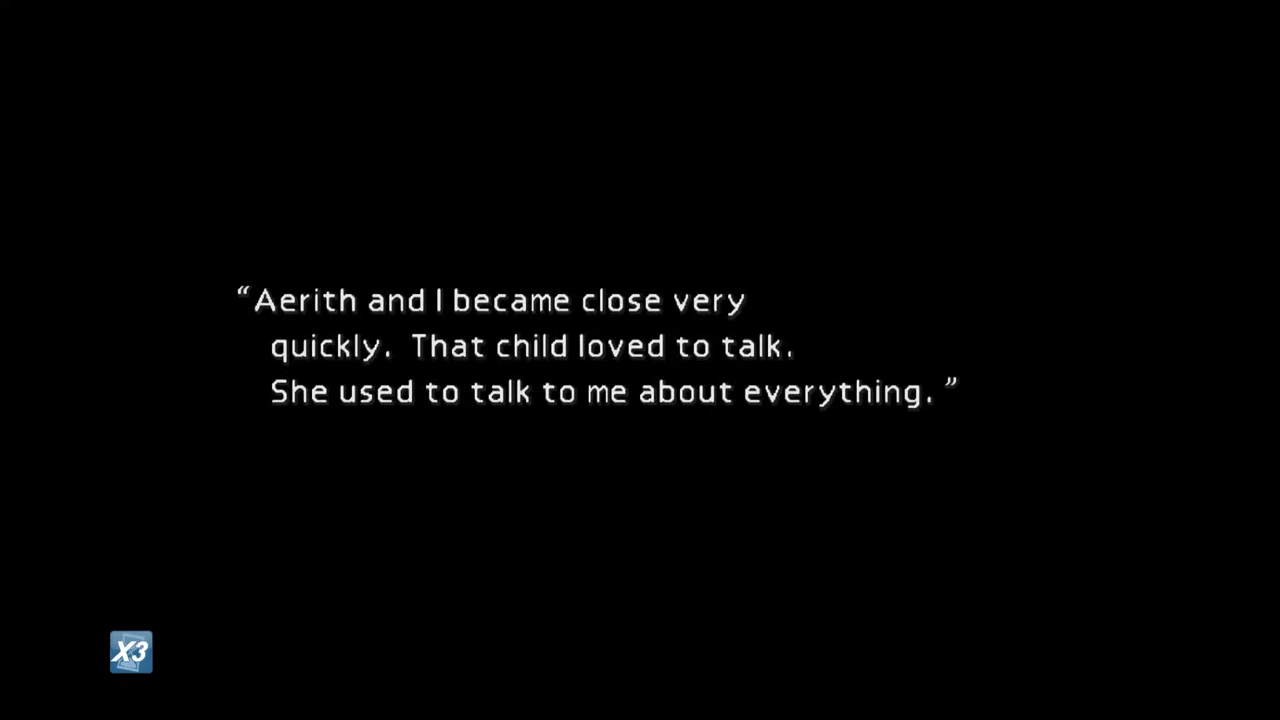 “Aerith and I became close very
quickly. That child loved to talk.
She used to talk to me about everything.”
X3